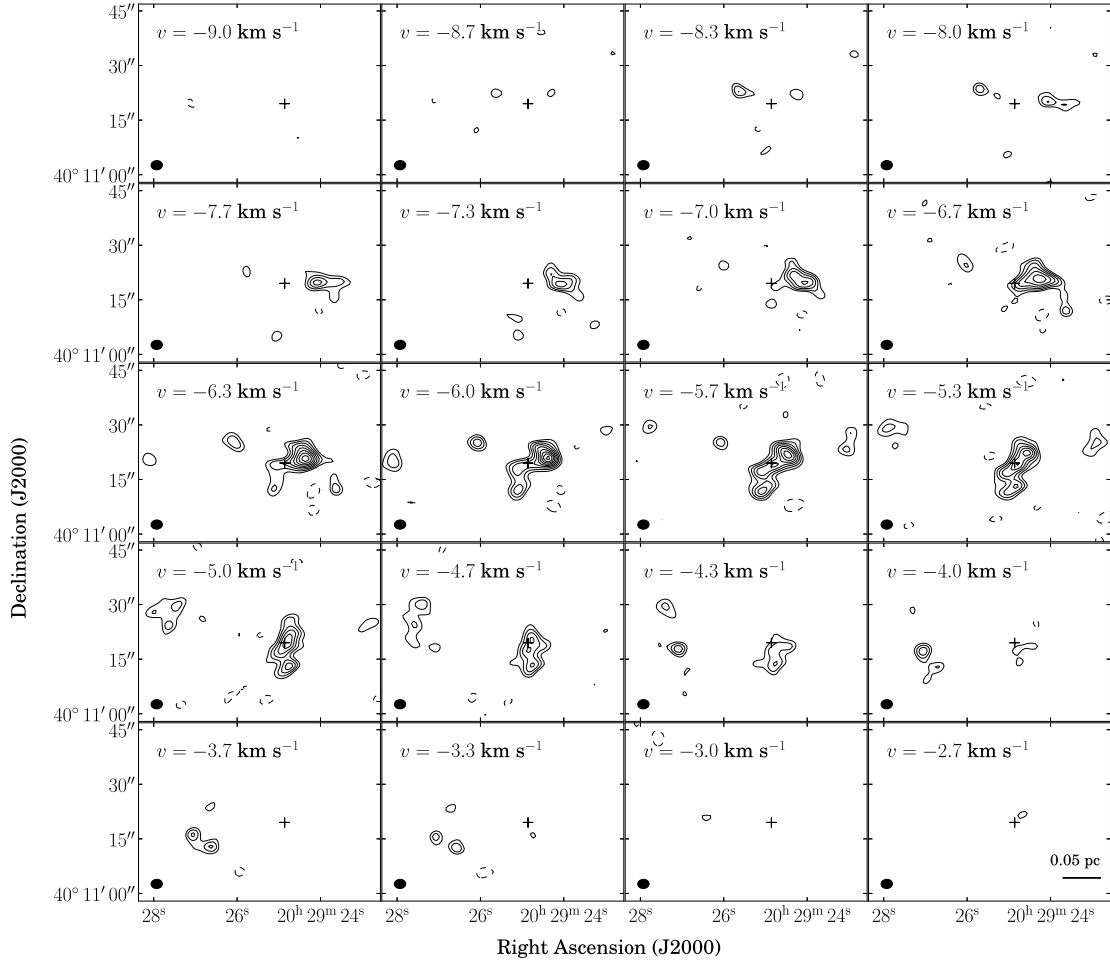 45″
v = −9.0 km s⁻¹
v = −8.7 km s⁻¹
v = −8.3 km s⁻¹
v = −8.0 km s⁻¹
30″
15″
40° 11′ 00″
45″
v = −7.7 km s⁻¹
v = −7.3 km s⁻¹
v = −7.0 km s⁻¹
v = −6.7 km s⁻¹
30″
15″
40° 11′ 00″
45″
v = −6.3 km s⁻¹
v = −6.0 km s⁻¹
v = −5.7 km s⁻¹
v = −5.3 km s⁻¹
30″
15″
40° 11′ 00″
Declination (J2000)
45″
v = −5.0 km s⁻¹
v = −4.7 km s⁻¹
v = −4.3 km s⁻¹
v = −4.0 km s⁻¹
30″
15″
40° 11′ 00″
45″
v = −3.7 km s⁻¹
v = −3.3 km s⁻¹
v = −3.0 km s⁻¹
v = −2.7 km s⁻¹
30″
15″
0.05 pc
40° 11′ 00″
28ˢ 26ˢ 20ʰ 29ᵐ 24ˢ
28ˢ 26ˢ 20ʰ 29ᵐ 24ˢ
28ˢ 26ˢ 20ʰ 29ᵐ 24ˢ
28ˢ 26ˢ 20ʰ 29ᵐ 24ˢ
Right Ascension (J2000)